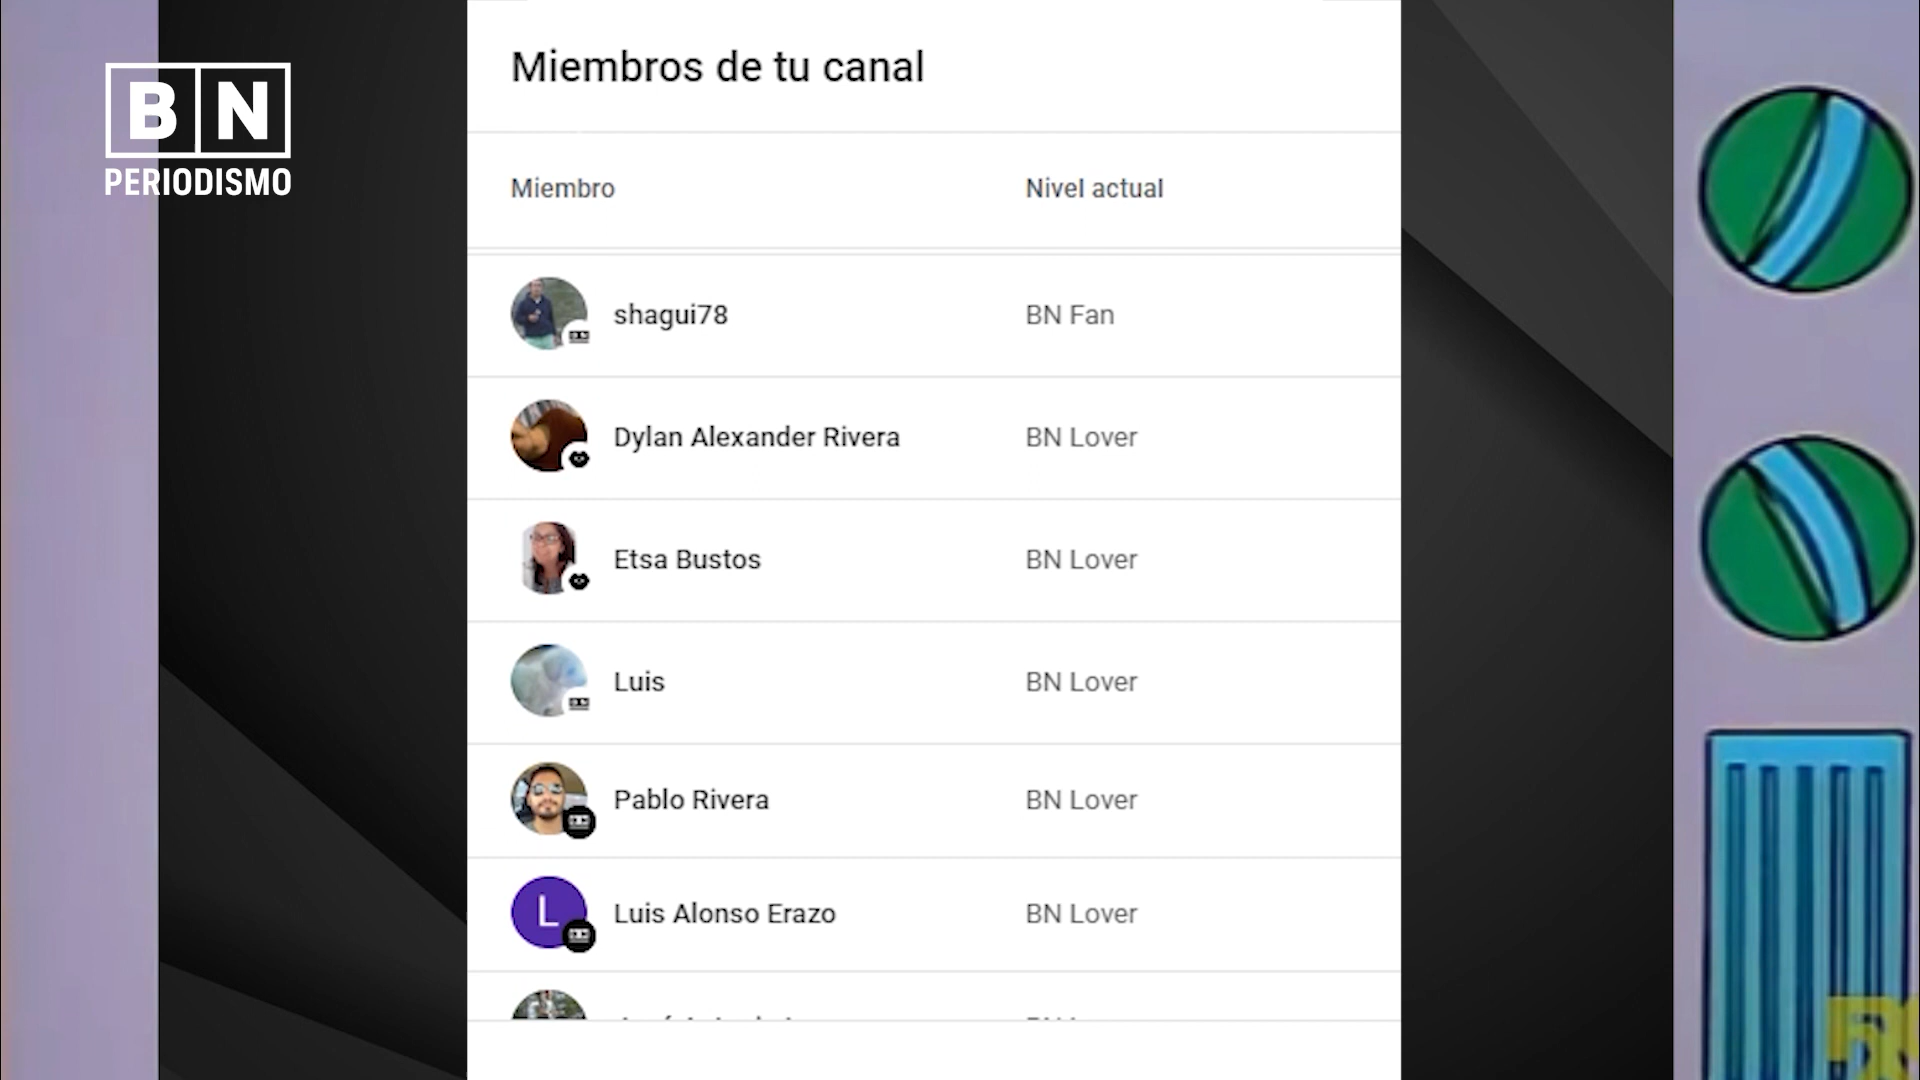 BN
PERIODISMO
Miembros de tu canal
Miembro Nivel actual
shagui78 BN Fan
Dylan Alexander Rivera BN Lover
Etsa Bustos BN Lover
Luis BN Lover
Pablo Rivera BN Lover
L Luis Alonso Erazo BN Lover